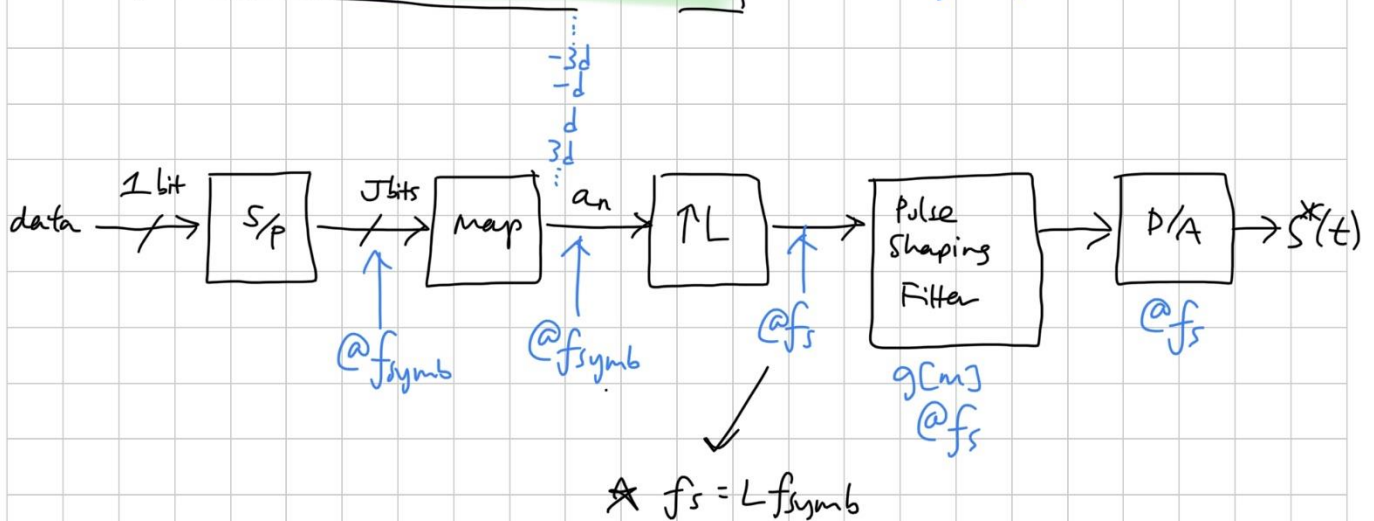 -3d
-d
d
3d
data
1 bit
S/P
J bits
Map
an
↑L
Pulse
Shaping
Filter
D/A
s*(t)
@fsymb
@fsymb
@fs
g[m]
@fs
@fs
☆ fs = L fsymb